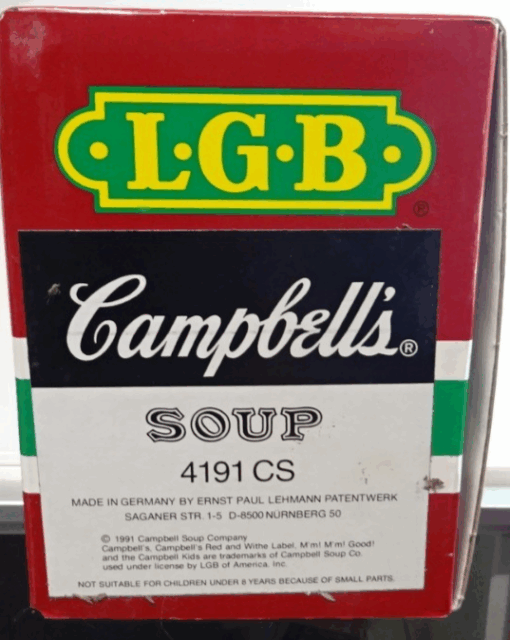 ·L·G·B·
®
Campbell's®
SOUP
4191 CS
MADE IN GERMANY BY ERNST PAUL LEHMANN PATENTWERK
SAGANER STR. 1-5 D-8500 NURNBERG 50
© 1991 Campbell Soup Company
Campbell's, Campbell's Red and Withe Label, M'm! M'm! Good!
and the Campbell Kids are trademarks of Campbell Soup Co.
used under license by LGB of America, Inc.
NOT SUITABLE FOR CHILDREN UNDER 8 YEARS BECAUSE OF SMALL PARTS.